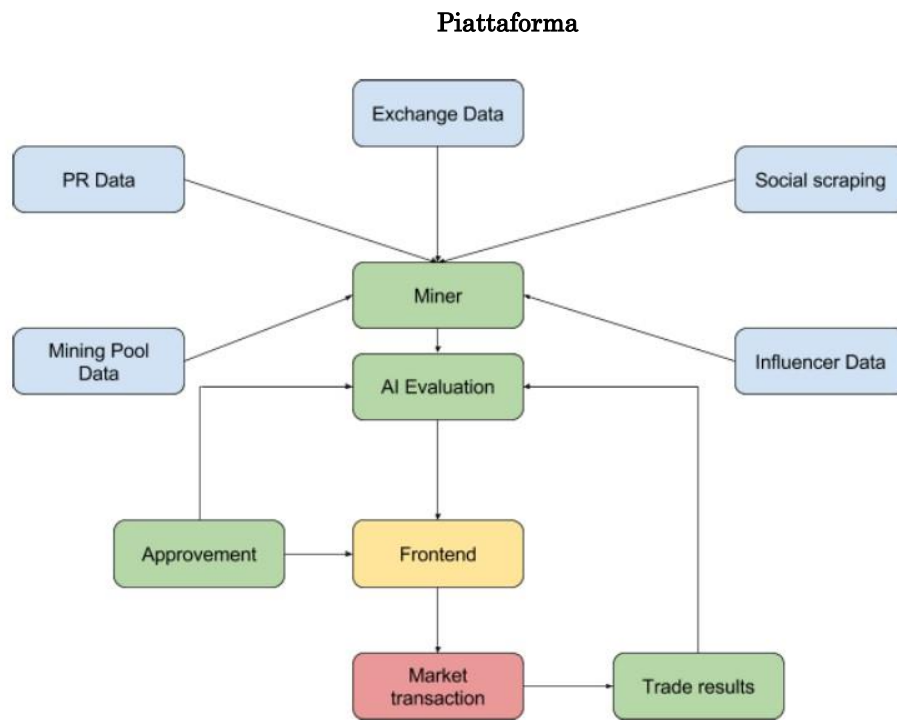 Piattaforma
Exchange Data
PR Data
Social scraping
Miner
Mining Pool
Data
Influencer Data
AI Evaluation
Approvement
Frontend
Market
transaction
Trade results